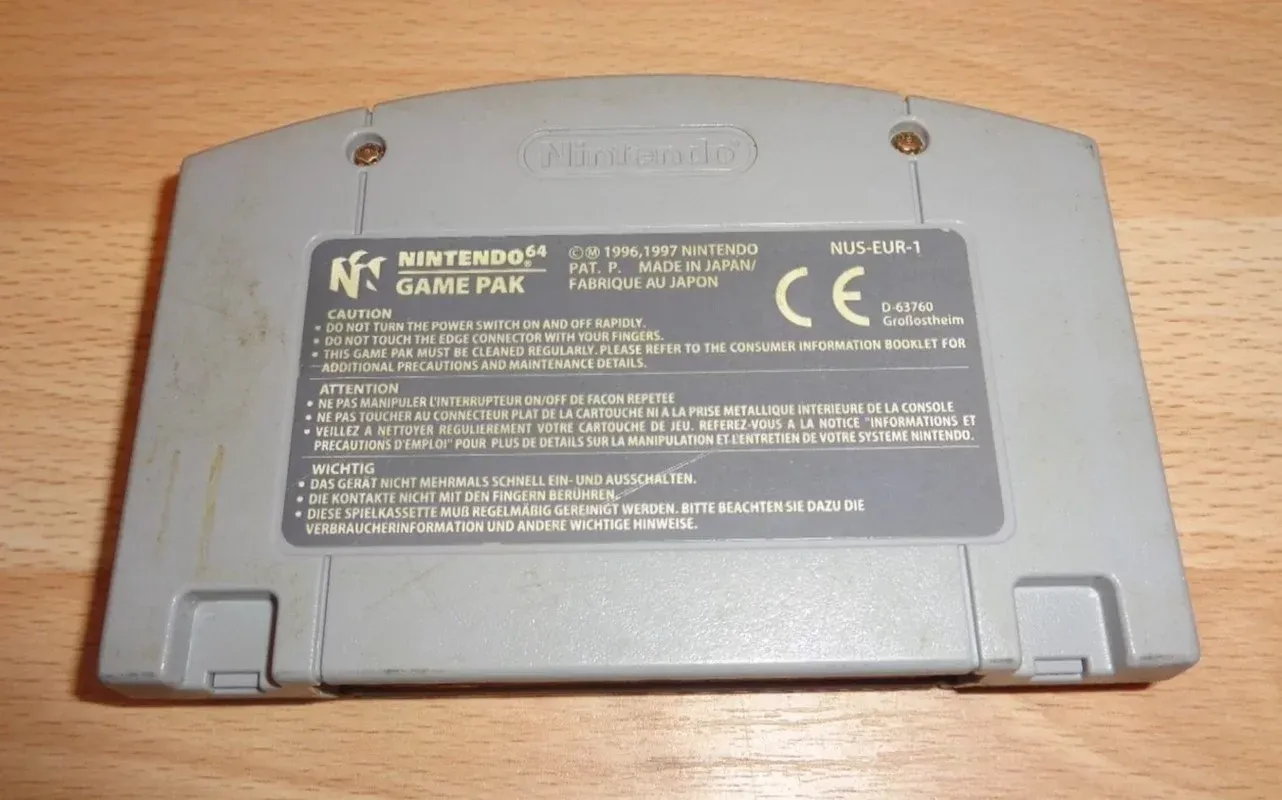 Nintendo®
NINTENDO®64
GAME PAK
©Ⓜ 1996,1997 NINTENDO
PAT. P. MADE IN JAPAN/
FABRIQUE AU JAPON
NUS-EUR-1
CE
D-63760
Großostheim
CAUTION
• DO NOT TURN THE POWER SWITCH ON AND OFF RAPIDLY.
• DO NOT TOUCH THE EDGE CONNECTOR WITH YOUR FINGERS.
• THIS GAME PAK MUST BE CLEANED REGULARLY. PLEASE REFER TO THE CONSUMER INFORMATION BOOKLET FOR
ADDITIONAL PRECAUTIONS AND MAINTENANCE DETAILS.
ATTENTION
• NE PAS MANIPULER L'INTERRUPTEUR ON/OFF DE FACON REPETEE
• NE PAS TOUCHER AU CONNECTEUR PLAT DE LA CARTOUCHE NI A LA PRISE METALLIQUE INTERIEURE DE LA CONSOLE
• VEILLEZ A NETTOYER REGULIEREMENT VOTRE CARTOUCHE DE JEU. REFEREZ-VOUS A LA NOTICE "INFORMATIONS ET
PRECAUTIONS D'EMPLOI" POUR PLUS DE DETAILS SUR LA MANIPULATION ET L'ENTRETIEN DE VOTRE SYSTEME NINTENDO.
WICHTIG
• DAS GERÄT NICHT MEHRMALS SCHNELL EIN- UND AUSSCHALTEN.
• DIE KONTAKTE NICHT MIT DEN FINGERN BERÜHREN.
• DIESE SPIELKASSETTE MUß REGELMÄßIG GEREINIGT WERDEN. BITTE BEACHTEN SIE DAZU DIE
VERBRAUCHERINFORMATION UND ANDERE WICHTIGE HINWEISE.